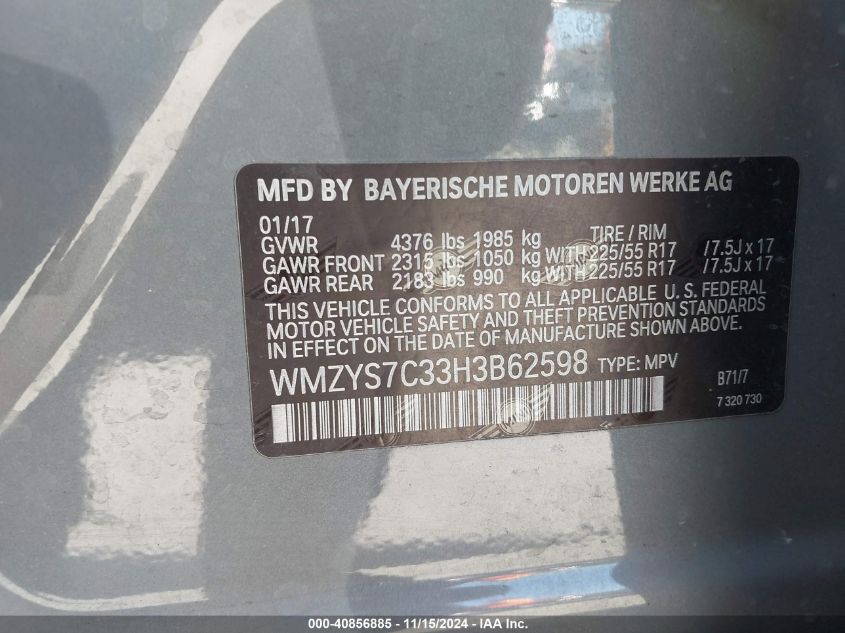 MFD BY BAYERISCHE MOTOREN WERKE AG
01/17 TIRE / RIM
GVWR 4376 lbs 1985 kg
GAWR FRONT 2315 lbs 1050 kg WITH 225/55 R17 /7.5J x 17
GAWR REAR 2183 lbs 990 kg WITH 225/55 R17 /7.5J x 17
THIS VEHICLE CONFORMS TO ALL APPLICABLE U. S. FEDERAL
MOTOR VEHICLE SAFETY AND THEFT PREVENTION STANDARDS
IN EFFECT ON THE DATE OF MANUFACTURE SHOWN ABOVE.
WMZYS7C33H3B62598 TYPE: MPV
B71/7
7 320 730
000-40856885 - 11/15/2024 - IAAI.com